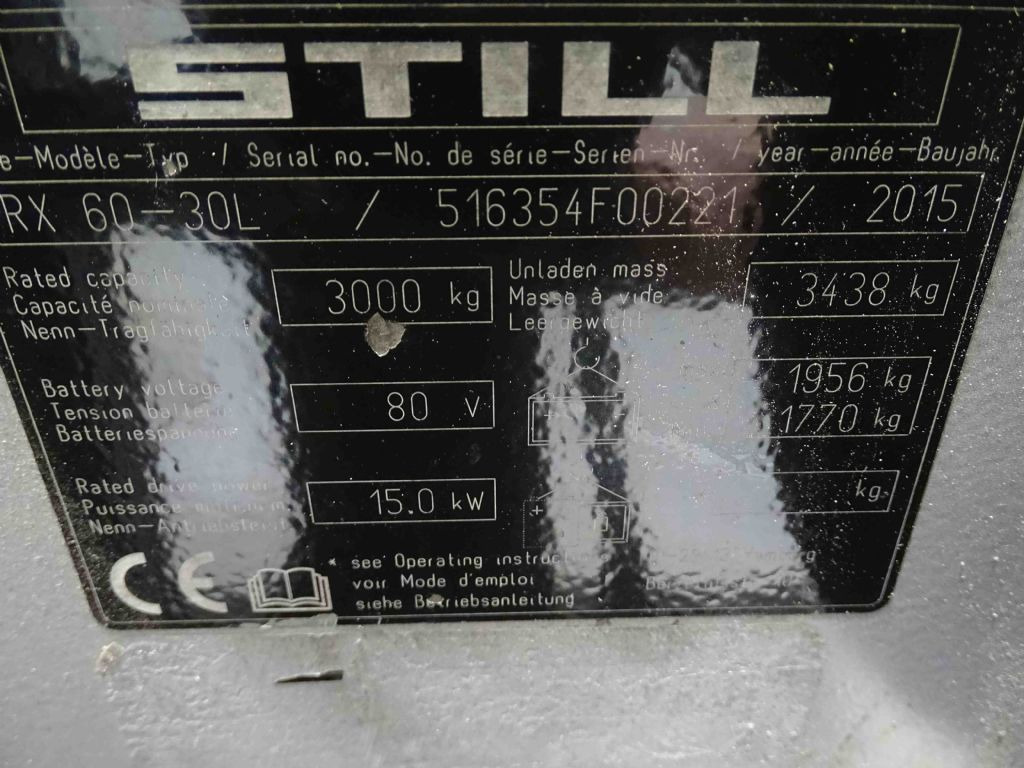 STILL
e-Modèle-Typ / Serial no.-No. de série-Serien-Nr. / year-année-Baujahr
RX 60-30L / 516354F00221 / 2015
Rated capacity
Capacité nominale
Nenn-Tragfähigkeit
3000 kg
Unladen mass
Masse à vide
Leergewicht
3438 kg
Battery voltage
Tension batterie
Batteriespannung
80 V
1956 kg
1770 kg
Rated drive power
Puissance
Nenn-Antriebsleist
15.0 kW
+
kg
CE
* see Operating instruct
voir Mode d'emploi
siehe Betriebsanleitung